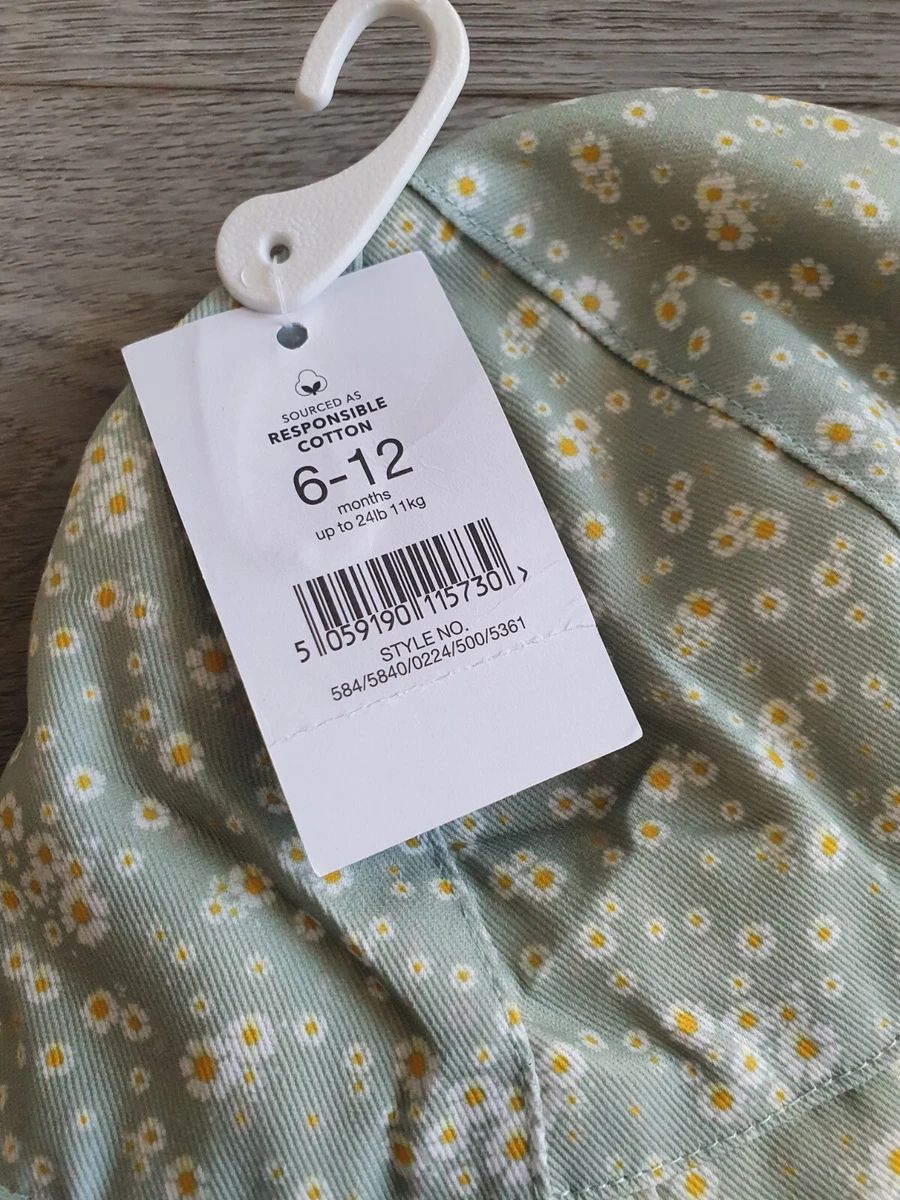 SOURCED AS
RESPONSIBLE
COTTON
6-12
months
up to 24lb 11kg
5 059190 115730 >
STYLE NO.
584/5840/0224/500/5361